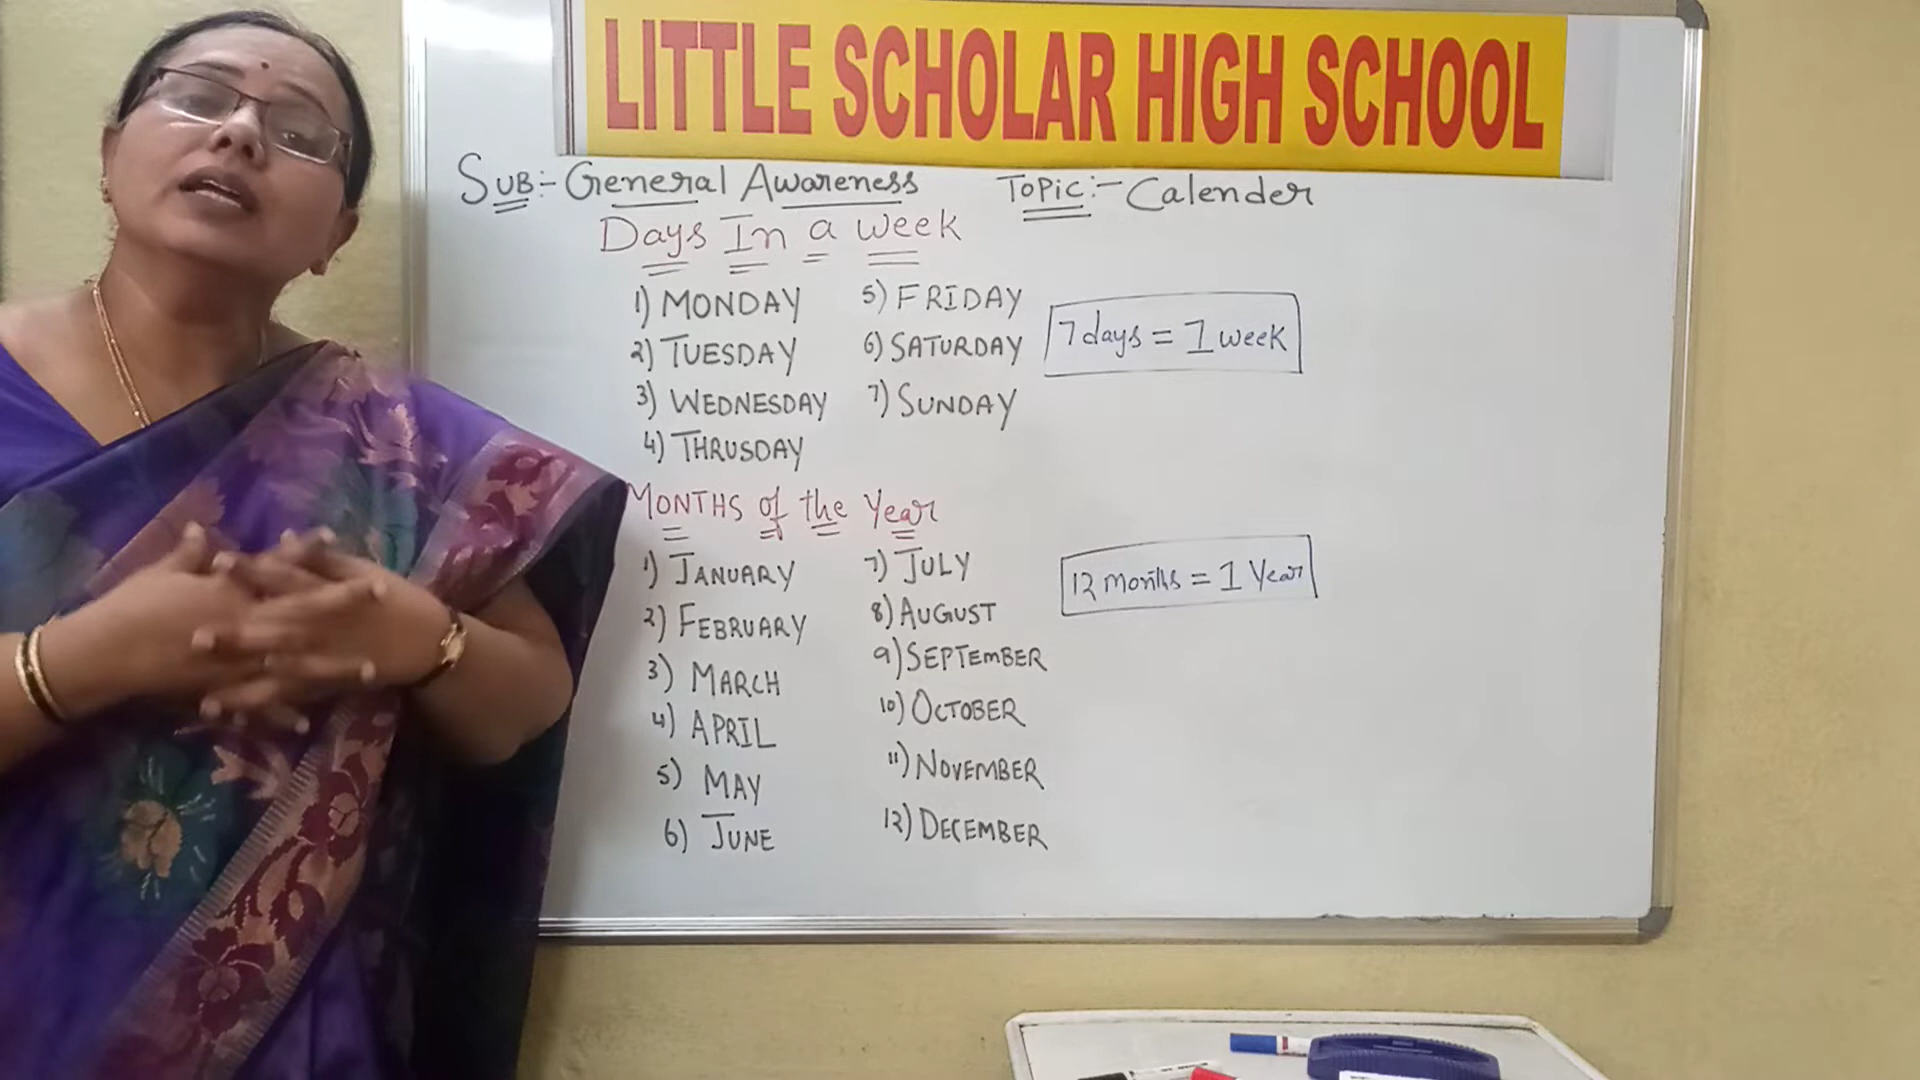 LITTLE SCHOLAR HIGH SCHOOL
SUB:- General Awareness Topic:- Calender
Days In a week
1) MONDAY 5) FRIDAY
2) TUESDAY 6) SATURDAY
7 days = 1 week
3) WEDNESDAY 7) SUNDAY
4) THRUSDAY
MONTHS of the Year
1) JANUARY 7) JULY
12 months = 1 Year
2) FEBRUARY 8) AUGUST
3) MARCH 9) SEPTEMBER
4) APRIL 10) OCTOBER
5) MAY 11) NOVEMBER
6) JUNE 12) DECEMBER